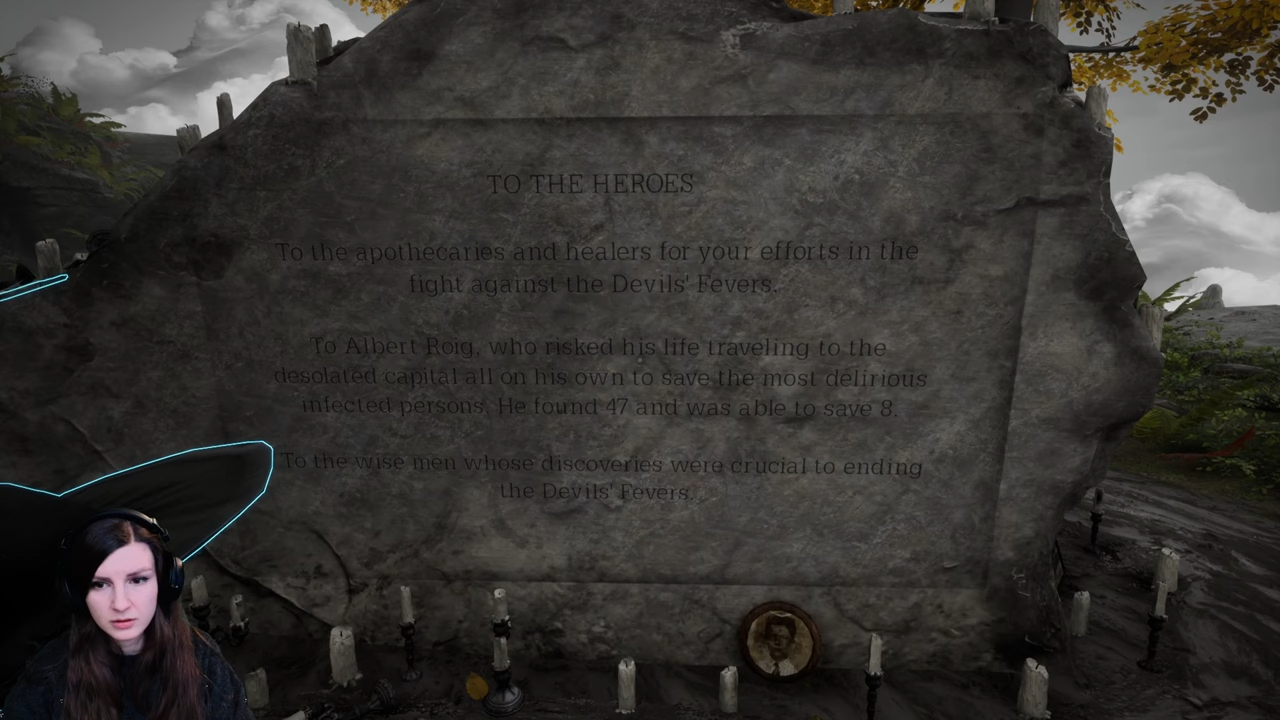 TO THE HEROES
To the apothecaries and healers for your efforts in the
fight against the Devils' Fevers.
To Albert Roig, who risked his life traveling to the
desolated capital all on his own to save the most delirious
infected persons. He found 47 and was able to save 8.
To the wise men whose discoveries were crucial to ending
the Devils' Fevers.